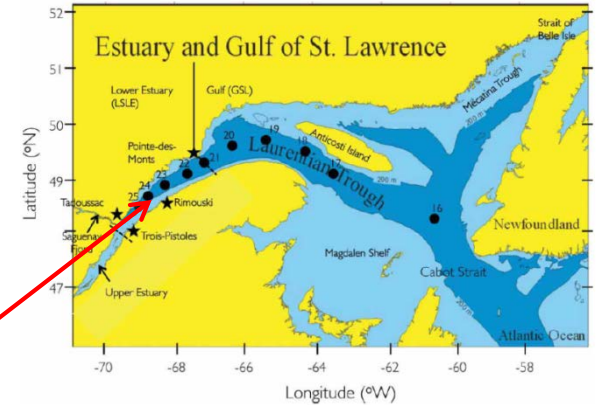 52
51
50
49
48
47
Latitude (°N)
Estuary and Gulf of St. Lawrence
Strait of
Belle Isle
Lower Estuary
(LSLE)
Gulf (GSL)
Mécatina Trough
200 m
Pointe-des-
Monts
20
19
18
17
16
21
22
23
24
25
Anticosti Island
Laurentian Trough
200 m
Tadoussac
Rimouski
Saguenay
Fjord
Trois-Pistoles
Upper Estuary
Magdalen Shelf
Newfoundland
Cabot Strait
200 m
Atlantic Ocean
-70
-68
-66
-64
-62
-60
-58
Longitude (°W)